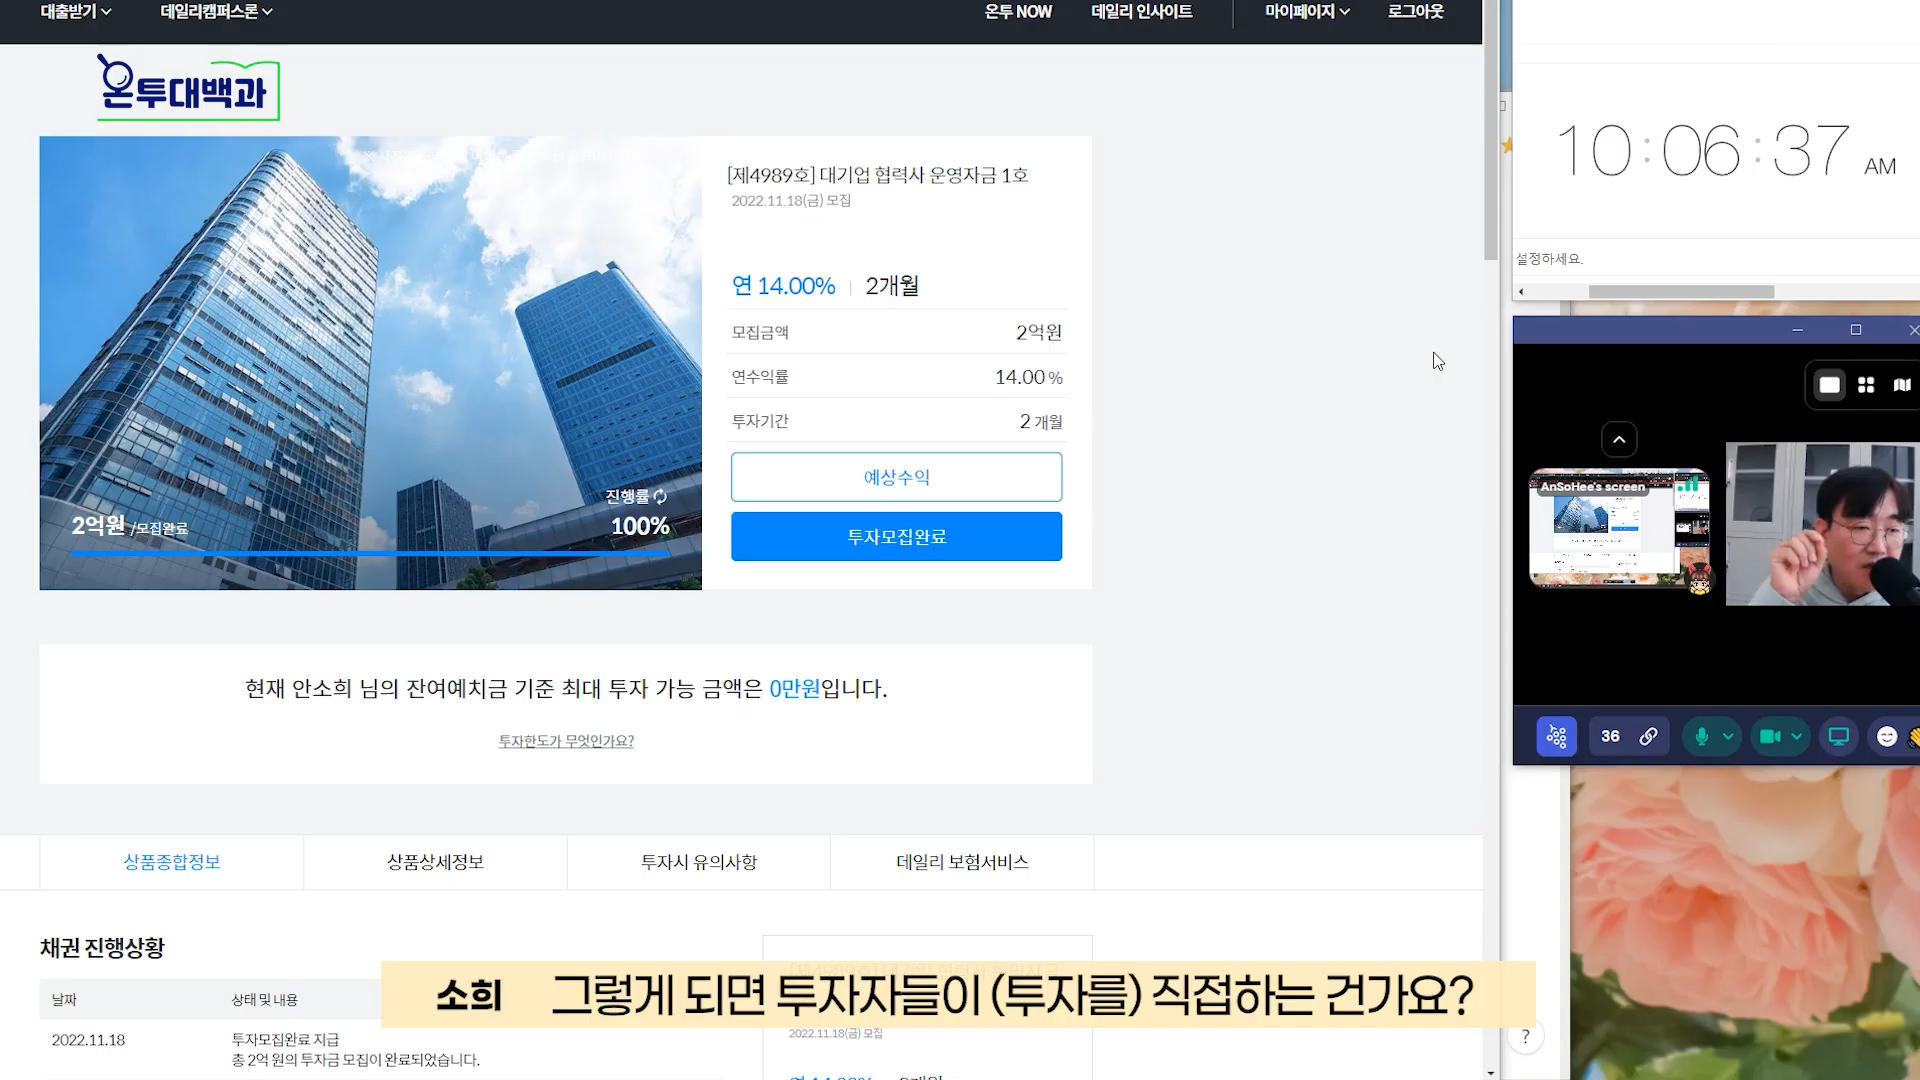 대출받기
데일리캠퍼스론
온투 NOW
데일리 인사이트
마이페이지
로그아웃
온투대백과
[제4989호] 대기업 협력사 운영자금 1호
2022.11.18(금) 모집
연 14.00%
2개월
모집금액
2억원
연수익률
14.00 %
투자기간
2 개월
예상수익
투자모집완료
진행률
2억원 /모집완료
100%
현재 안소희 님의 잔여예치금 기준 최대 투자 가능 금액은 0만원입니다.
투자한도가 무엇인가요?
상품종합정보
상품상세정보
투자시 유의사항
데일리 보험서비스
채권 진행상황
날짜
상태 및 내용
2022.11.18
투자모집완료 지급
총 2억 원의 투자금 모집이 완료되었습니다.
2022.11.18(금) 모집
소희 그렇게 되면 투자자들이 (투자를) 직접하는 건가요?
10:06:37 AM
설정하세요.
AnSoHee's screen
36
?